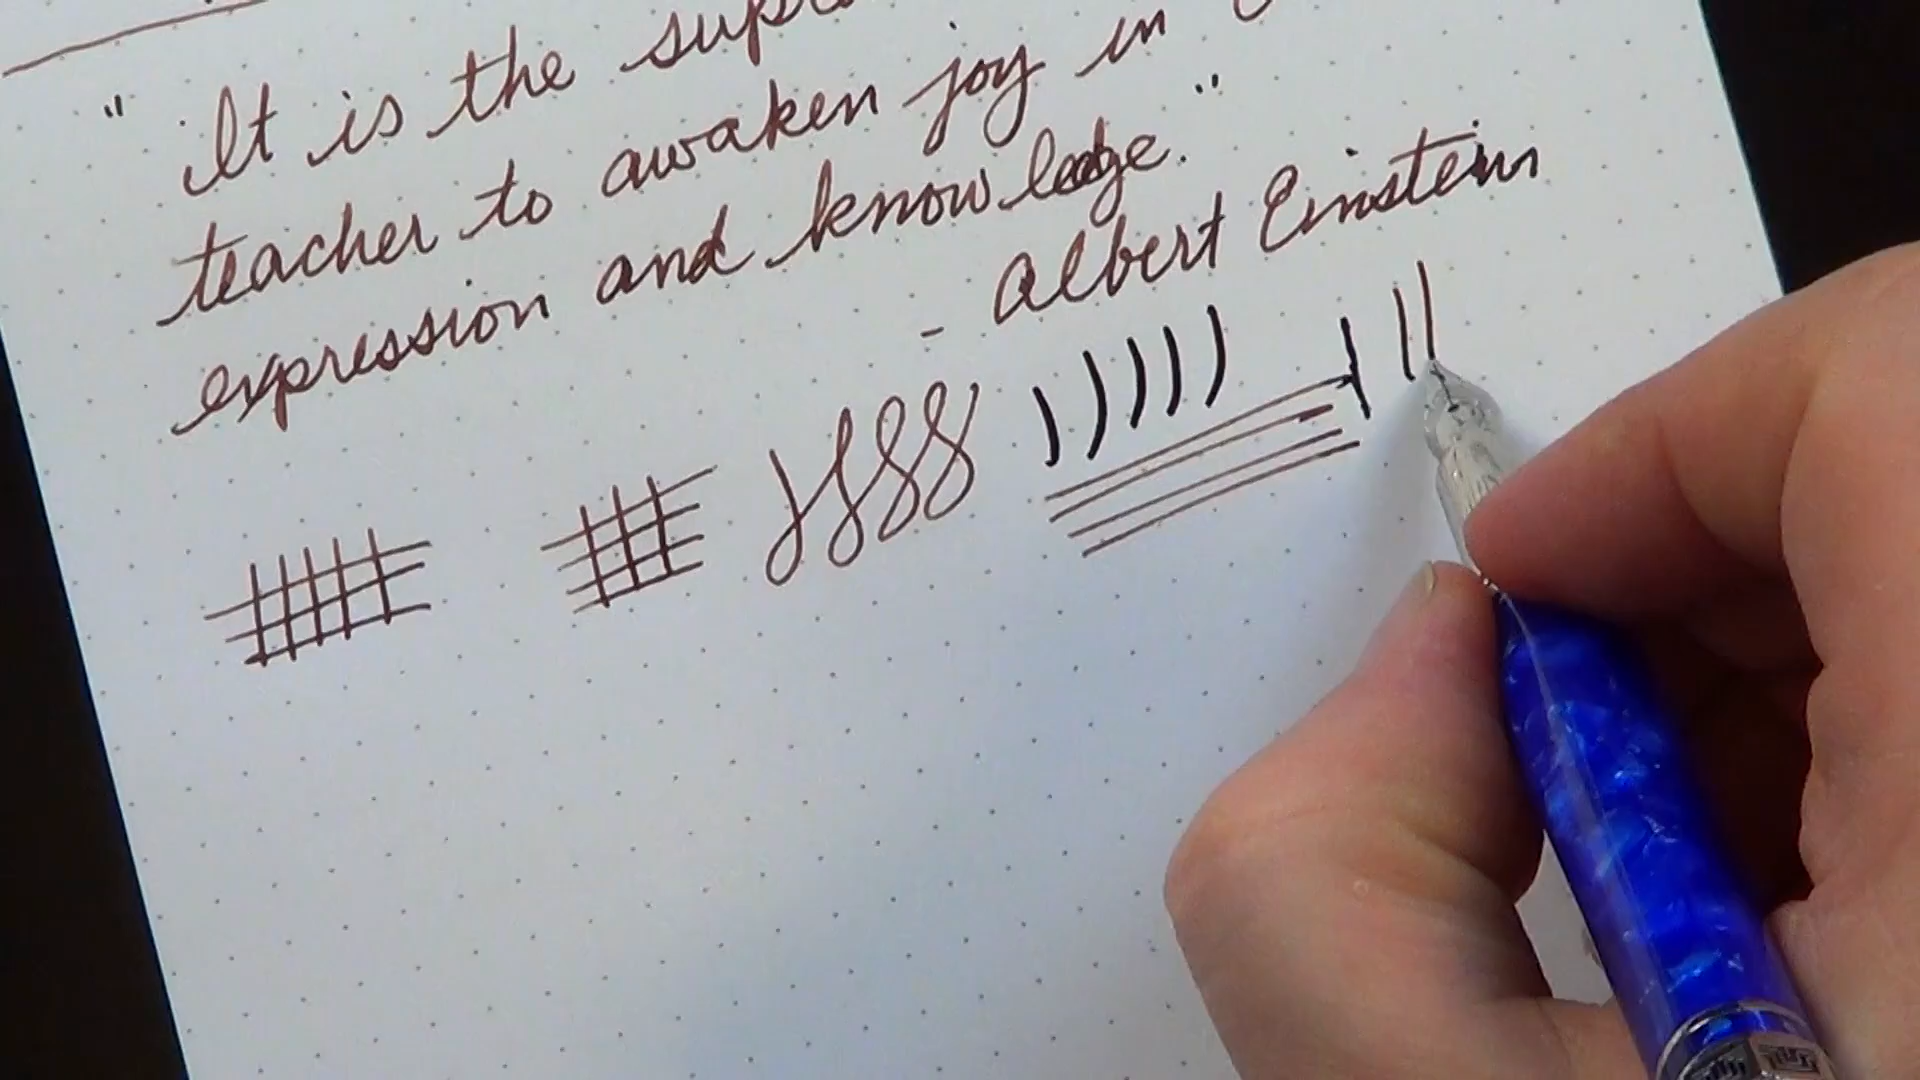 "It is the
teacher to awaken joy in
expression and knowledge."
- Albert Einstein